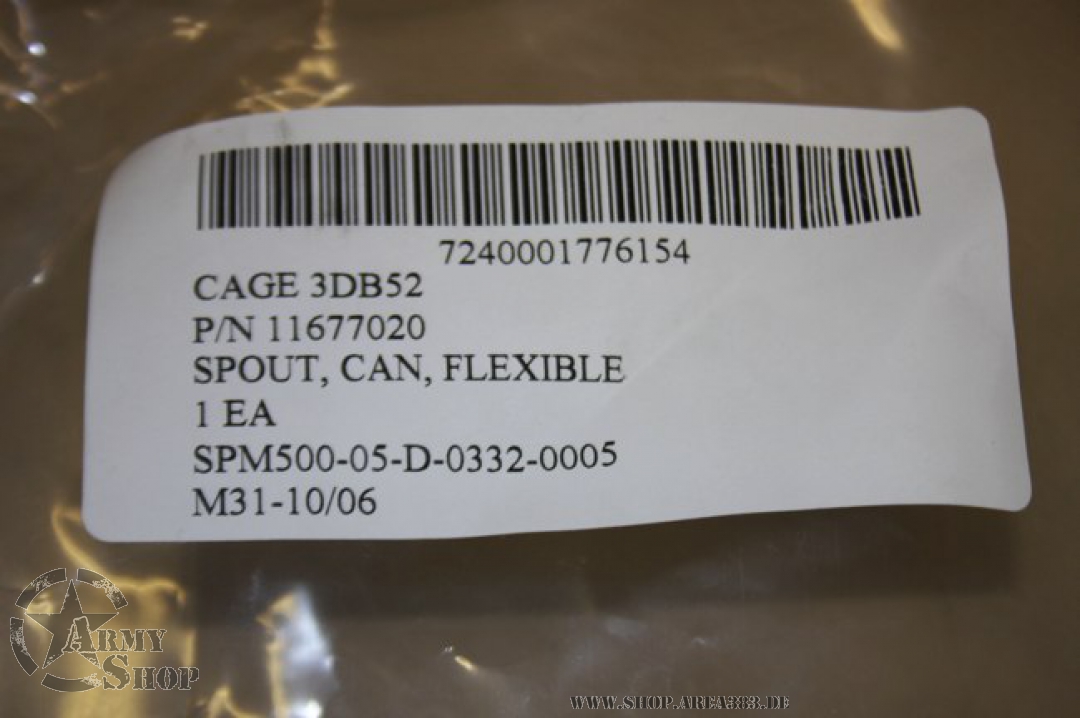 7240001776154
CAGE 3DB52
P/N 11677020
SPOUT, CAN, FLEXIBLE
1 EA
SPM500-05-D-0332-0005
M31-10/06
ARMY
SHOP
WWW.SHOP.AREA383.DE